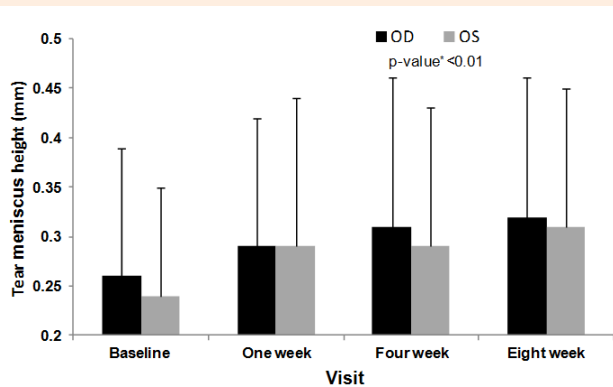 OD OS
p-value*<0.01
Tear meniscus height (mm)
0.5
0.45
0.4
0.35
0.3
0.25
0.2
Baseline One week Four week Eight week
Visit